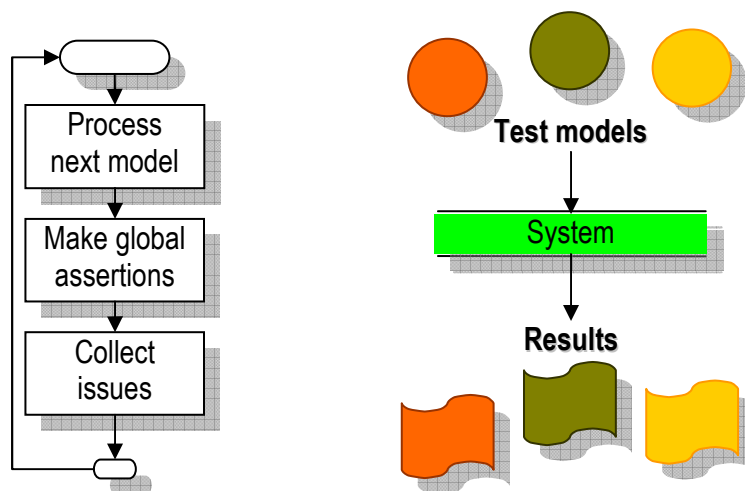 Process
next model
Make global
assertions
Collect
issues
Test models
System
Results